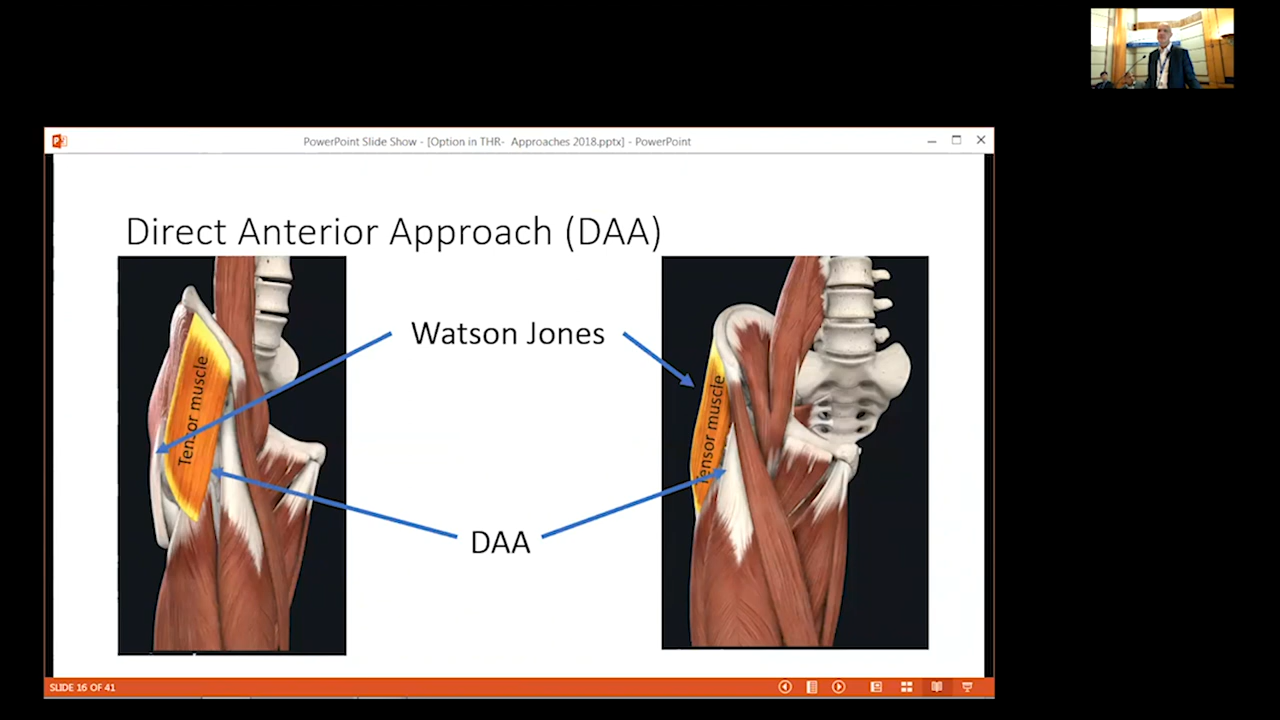 PowerPoint Slide Show - [Option in THR- Approaches 2018.pptx] - PowerPoint
Direct Anterior Approach (DAA)
Watson Jones
Tensor muscle
Tensor muscle
DAA
SLIDE 16 OF 41